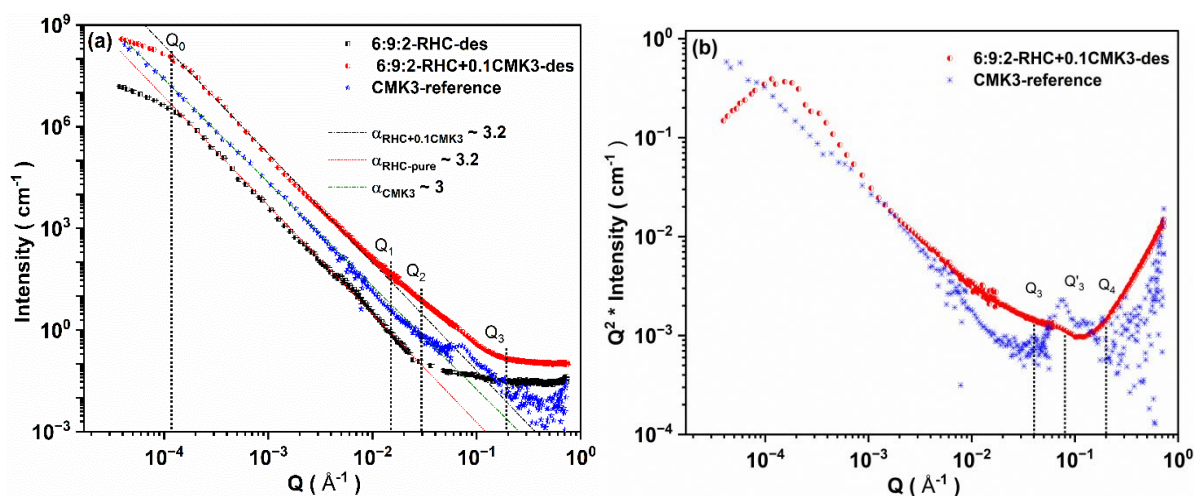 (a)
Q₀
6:9:2-RHC-des
6:9:2-RHC+0.1CMK3-des
CMK3-reference
α_RHC+0.1CMK3 ~ 3.2
α_RHC-pure ~ 3.2
α_CMK3 ~ 3
Q₁
Q₂
Q₃
10⁹
10⁶
10³
10⁰
10⁻³
Intensity ( cm⁻¹ )
10⁻⁴
10⁻³
10⁻²
10⁻¹
10⁰
Q ( Å⁻¹ )
(b)
6:9:2-RHC+0.1CMK3-des
CMK3-reference
Q₃
Q'₃
Q₄
10⁰
10⁻¹
10⁻²
10⁻³
10⁻⁴
Q² * Intensity ( cm⁻¹ )
10⁻⁴
10⁻³
10⁻²
10⁻¹
10⁰
Q ( Å⁻¹ )